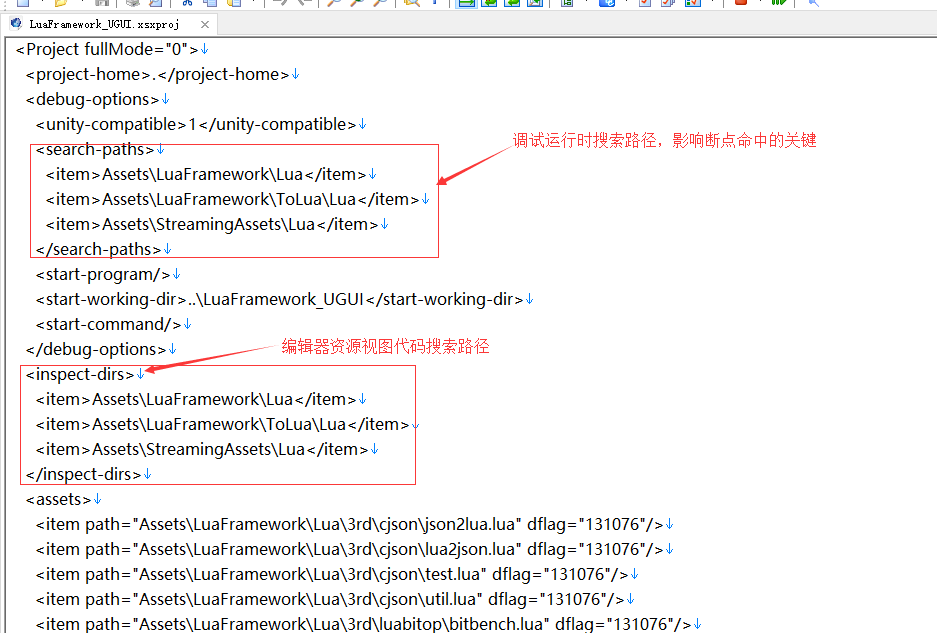 LuaFramework_UGUI.xsxproj
<Project fullMode="0">↓
<project-home>.</project-home>↓
<debug-options>↓
<unity-compatible>1</unity-compatible>↓
调试运行时搜索路径，影响断点命中的关键
<search-paths>↓
<item>Assets\LuaFramework\Lua</item>↓
<item>Assets\LuaFramework\ToLua\Lua</item>↓
<item>Assets\StreamingAssets\Lua</item>↓
</search-paths>↓
<start-program/>↓
<start-working-dir>..\LuaFramework_UGUI</start-working-dir>↓
<start-command/>↓
</debug-options>↓
编辑器资源视图代码搜索路径
<inspect-dirs>↓
<item>Assets\LuaFramework\Lua</item>↓
<item>Assets\LuaFramework\ToLua\Lua</item>↓
<item>Assets\StreamingAssets\Lua</item>↓
</inspect-dirs>↓
<assets>↓
<item path="Assets\LuaFramework\Lua\3rd\cjson\json2lua.lua" dflag="131076"/>↓
<item path="Assets\LuaFramework\Lua\3rd\cjson\lua2json.lua" dflag="131076"/>↓
<item path="Assets\LuaFramework\Lua\3rd\cjson\test.lua" dflag="131076"/>↓
<item path="Assets\LuaFramework\Lua\3rd\cjson\util.lua" dflag="131076"/>↓
<item path="Assets\LuaFramework\Lua\3rd\luabitop\bitbench.lua" dflag="131076"/>↓